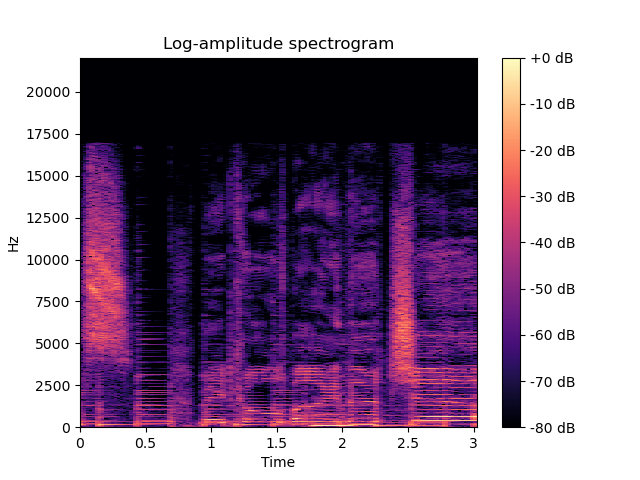 Log-amplitude spectrogram
Hz
20000
17500
15000
12500
10000
7500
5000
2500
0
0 0.5 1 1.5 2 2.5 3
Time
+0 dB
-10 dB
-20 dB
-30 dB
-40 dB
-50 dB
-60 dB
-70 dB
-80 dB